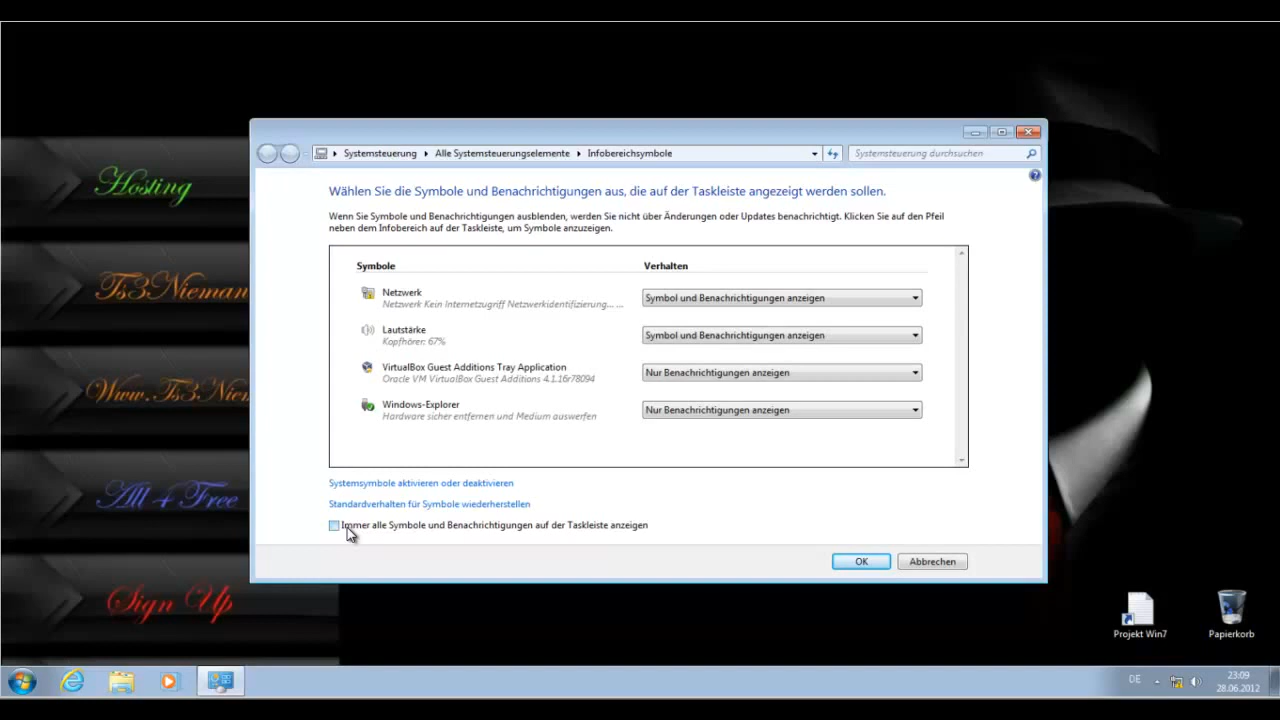 Systemsteuerung
Alle Systemsteuerungselemente
Infobereichsymbole
Systemsteuerung durchsuchen
Wählen Sie die Symbole und Benachrichtigungen aus, die auf der Taskleiste angezeigt werden sollen.
Wenn Sie Symbole und Benachrichtigungen ausblenden, werden Sie nicht über Änderungen oder Updates benachrichtigt. Klicken Sie auf den Pfeil
neben dem Infobereich auf der Taskleiste, um Symbole anzuzeigen.
Symbole
Verhalten
Netzwerk
Netzwerk Kein Internetzugriff Netzwerkidentifizierung... ...
Symbol und Benachrichtigungen anzeigen
Lautstärke
Kopfhörer: 67%
Symbol und Benachrichtigungen anzeigen
VirtualBox Guest Additions Tray Application
Oracle VM VirtualBox Guest Additions 4.1.16r78094
Nur Benachrichtigungen anzeigen
Windows-Explorer
Hardware sicher entfernen und Medium auswerfen
Nur Benachrichtigungen anzeigen
Systemsymbole aktivieren oder deaktivieren
Standardverhalten für Symbole wiederherstellen
Immer alle Symbole und Benachrichtigungen auf der Taskleiste anzeigen
OK
Abbrechen
Hosting
Ts3Nieman
Www.Ts3Niem
All 4 Free
Sign Up
Projekt Win7
Papierkorb
DE
23:09
28.06.2012